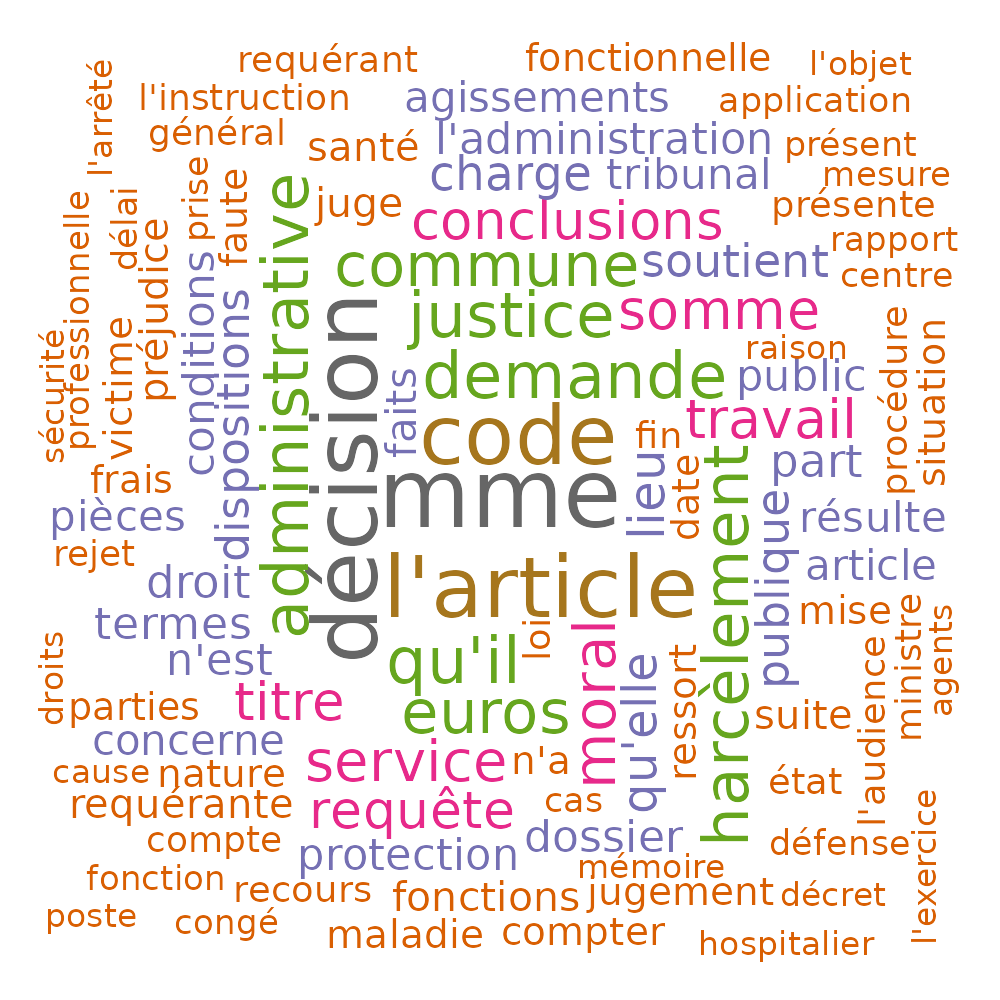 requérant
fonctionnelle
l'objet
l'arrêté
l'instruction
agissements
application
général
santé
l'administration
présent
charge
tribunal
mesure
prise
faute
juge
conclusions
présente
professionnelle
délai
préjudice
administrative
commune
soutient
rapport
centre
conditions
dispositions
décision
justice
somme
raison
sécurité
victime
faits
demande
public
procédure
situation
code
fin
travail
frais
mme
lieu
date
part
pièces
harcèlement
publique
résulte
rejet
droit
l'article
article
termes
loi
mise
n'est
qu'il
moral
qu'elle
ressort
ministre
agents
droits
parties
titre
euros
suite
l'audience
concerne
service
n'a
cause
nature
état
requérante
requête
cas
compte
protection
dossier
défense
l'exercice
fonction
recours
mémoire
fonctions
jugement
décret
poste
congé
maladie
compter
hospitalier